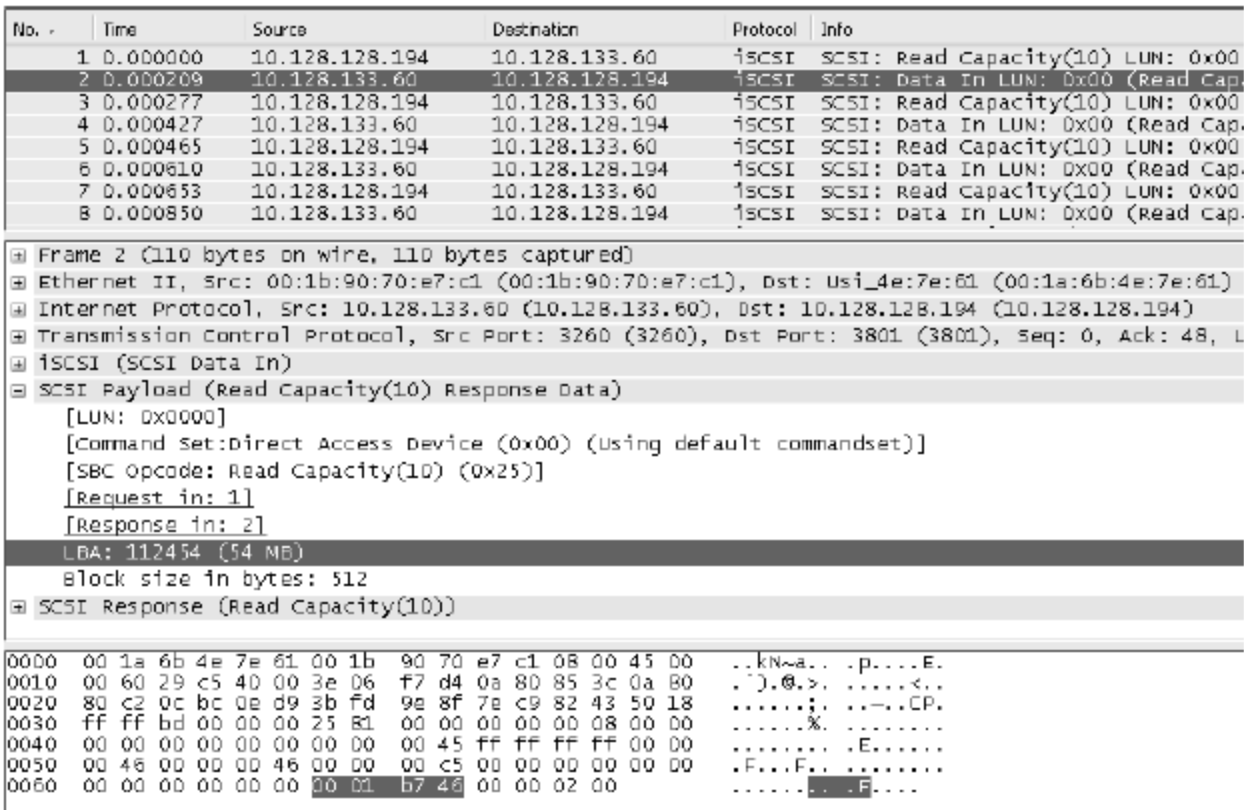 No. Time Source Destination Protocol Info
1 0.000000 10.128.128.194 10.128.133.60 iSCSI SCSI: Read Capacity(10) LUN: 0x00
2 0.000209 10.128.133.60 10.128.128.194 iSCSI SCSI: Data In LUN: 0x00 (Read Cap
3 0.000277 10.128.128.194 10.128.133.60 iSCSI SCSI: Read Capacity(10) LUN: 0x00
4 0.000427 10.128.133.60 10.128.128.194 iSCSI SCSI: Data In LUN: 0x00 (Read Cap
5 0.000465 10.128.128.194 10.128.133.60 iSCSI SCSI: Read Capacity(10) LUN: 0x00
6 0.000610 10.128.133.60 10.128.128.194 iSCSI SCSI: Data In LUN: 0x00 (Read Cap
7 0.000653 10.128.128.194 10.128.133.60 iSCSI SCSI: Read Capacity(10) LUN: 0x00
8 0.000850 10.128.133.60 10.128.128.194 iSCSI SCSI: Data In LUN: 0x00 (Read Cap
Frame 2 (110 bytes on wire, 110 bytes captured)
Ethernet II, Src: 00:1b:90:70:e7:c1 (00:1b:90:70:e7:c1), Dst: Usi_4e:7e:61 (00:1a:6b:4e:7e:61)
Internet Protocol, Src: 10.128.133.60 (10.128.133.60), Dst: 10.128.128.194 (10.128.128.194)
Transmission Control Protocol, Src Port: 3260 (3260), Dst Port: 3801 (3801), Seq: 0, Ack: 48, L
iSCSI (SCSI Data In)
SCSI Payload (Read Capacity(10) Response Data)
[LUN: 0x0000]
[Command Set:Direct Access Device (0x00) (Using default commandset)]
[SBC Opcode: Read Capacity(10) (0x25)]
[Request in: 1]
[Response in: 2]
LBA: 112454 (54 MB)
Block size in bytes: 512
SCSI Response (Read Capacity(10))
0000 00 1a 6b 4e 7e 61 00 1b 90 70 e7 c1 08 00 45 00 ..kN~a.. .p....E.
0010 00 60 29 c5 40 00 3e 06 f7 d4 0a 80 85 3c 0a 80 .`).@.>. .....<..
0020 80 c2 0c bc 0e d9 3b fd 9e 8f 7e c9 82 43 50 18 ......;. ..~..CP.
0030 ff ff bd 00 00 00 25 81 00 00 00 00 00 08 00 00 ......%. ........
0040 00 00 00 00 00 00 00 00 00 45 ff ff ff ff 00 00 ........ .E......
0050 00 46 00 00 00 46 00 00 00 c5 00 00 00 00 00 00 .F...F.. ........
0060 00 00 00 00 00 00 00 01 b7 46 00 00 02 00 ........ .F....